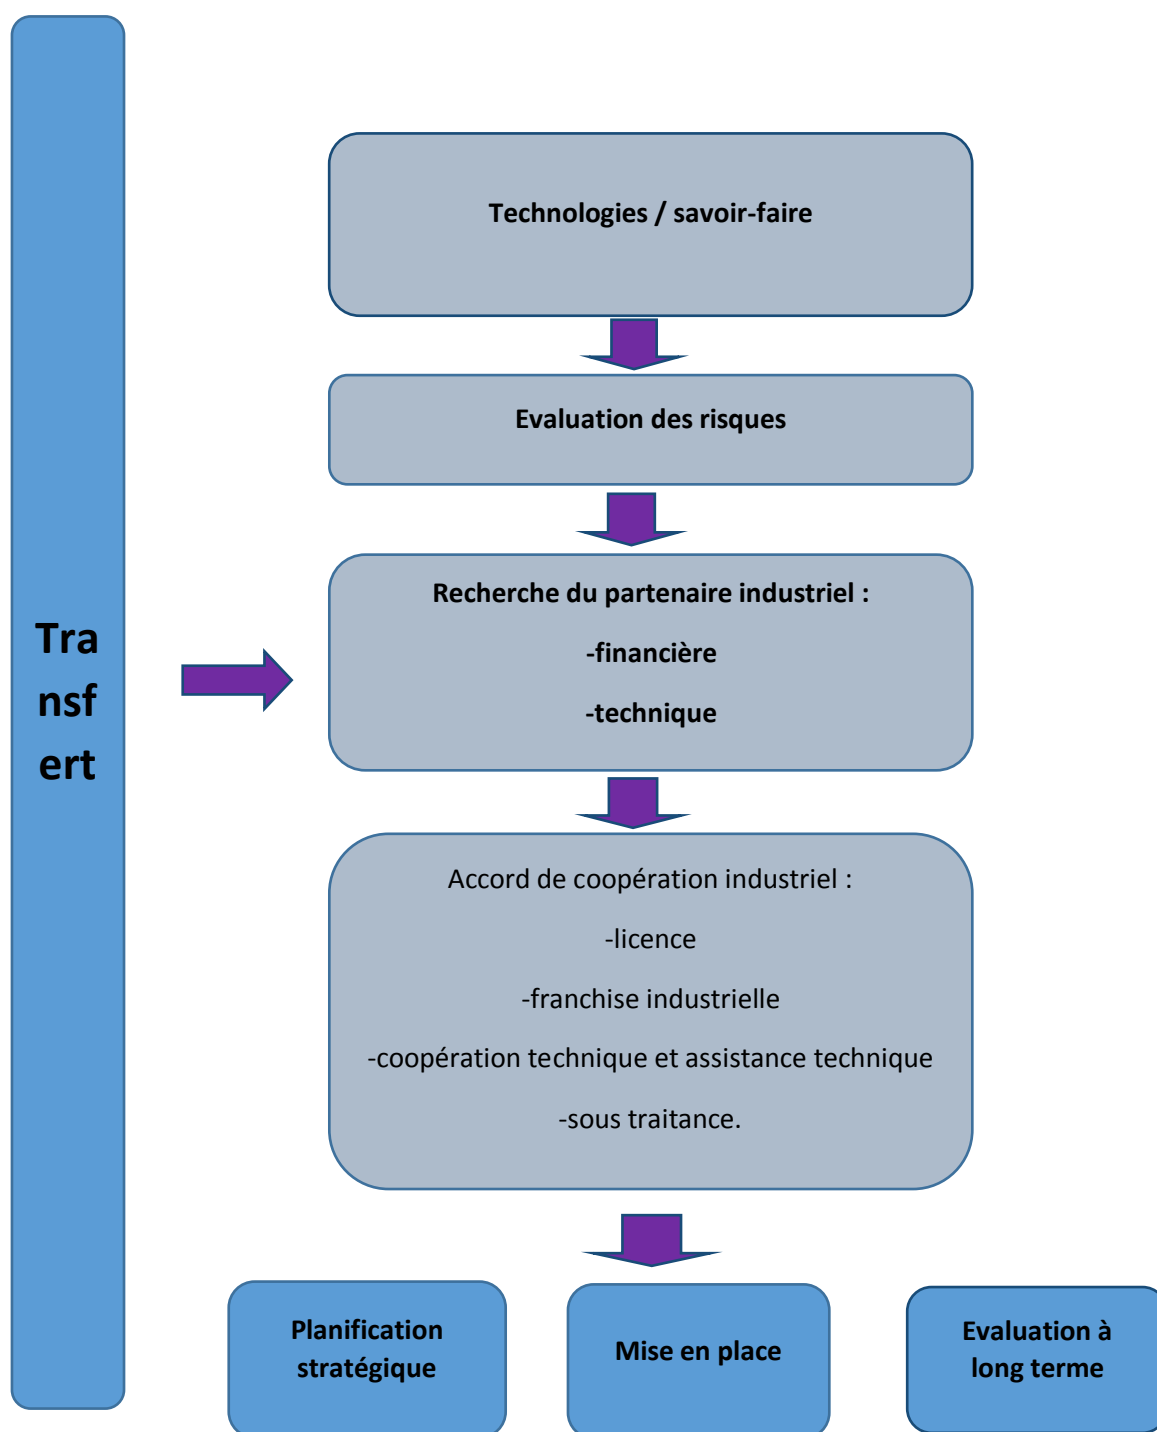 Tra
nsf
ert
Technologies / savoir-faire
Evaluation des risques
Recherche du partenaire industriel :
-financière
-technique
Accord de coopération industriel :
-licence
-franchise industrielle
-coopération technique et assistance technique
-sous traitance.
Planification
stratégique
Mise en place
Evaluation à
long terme